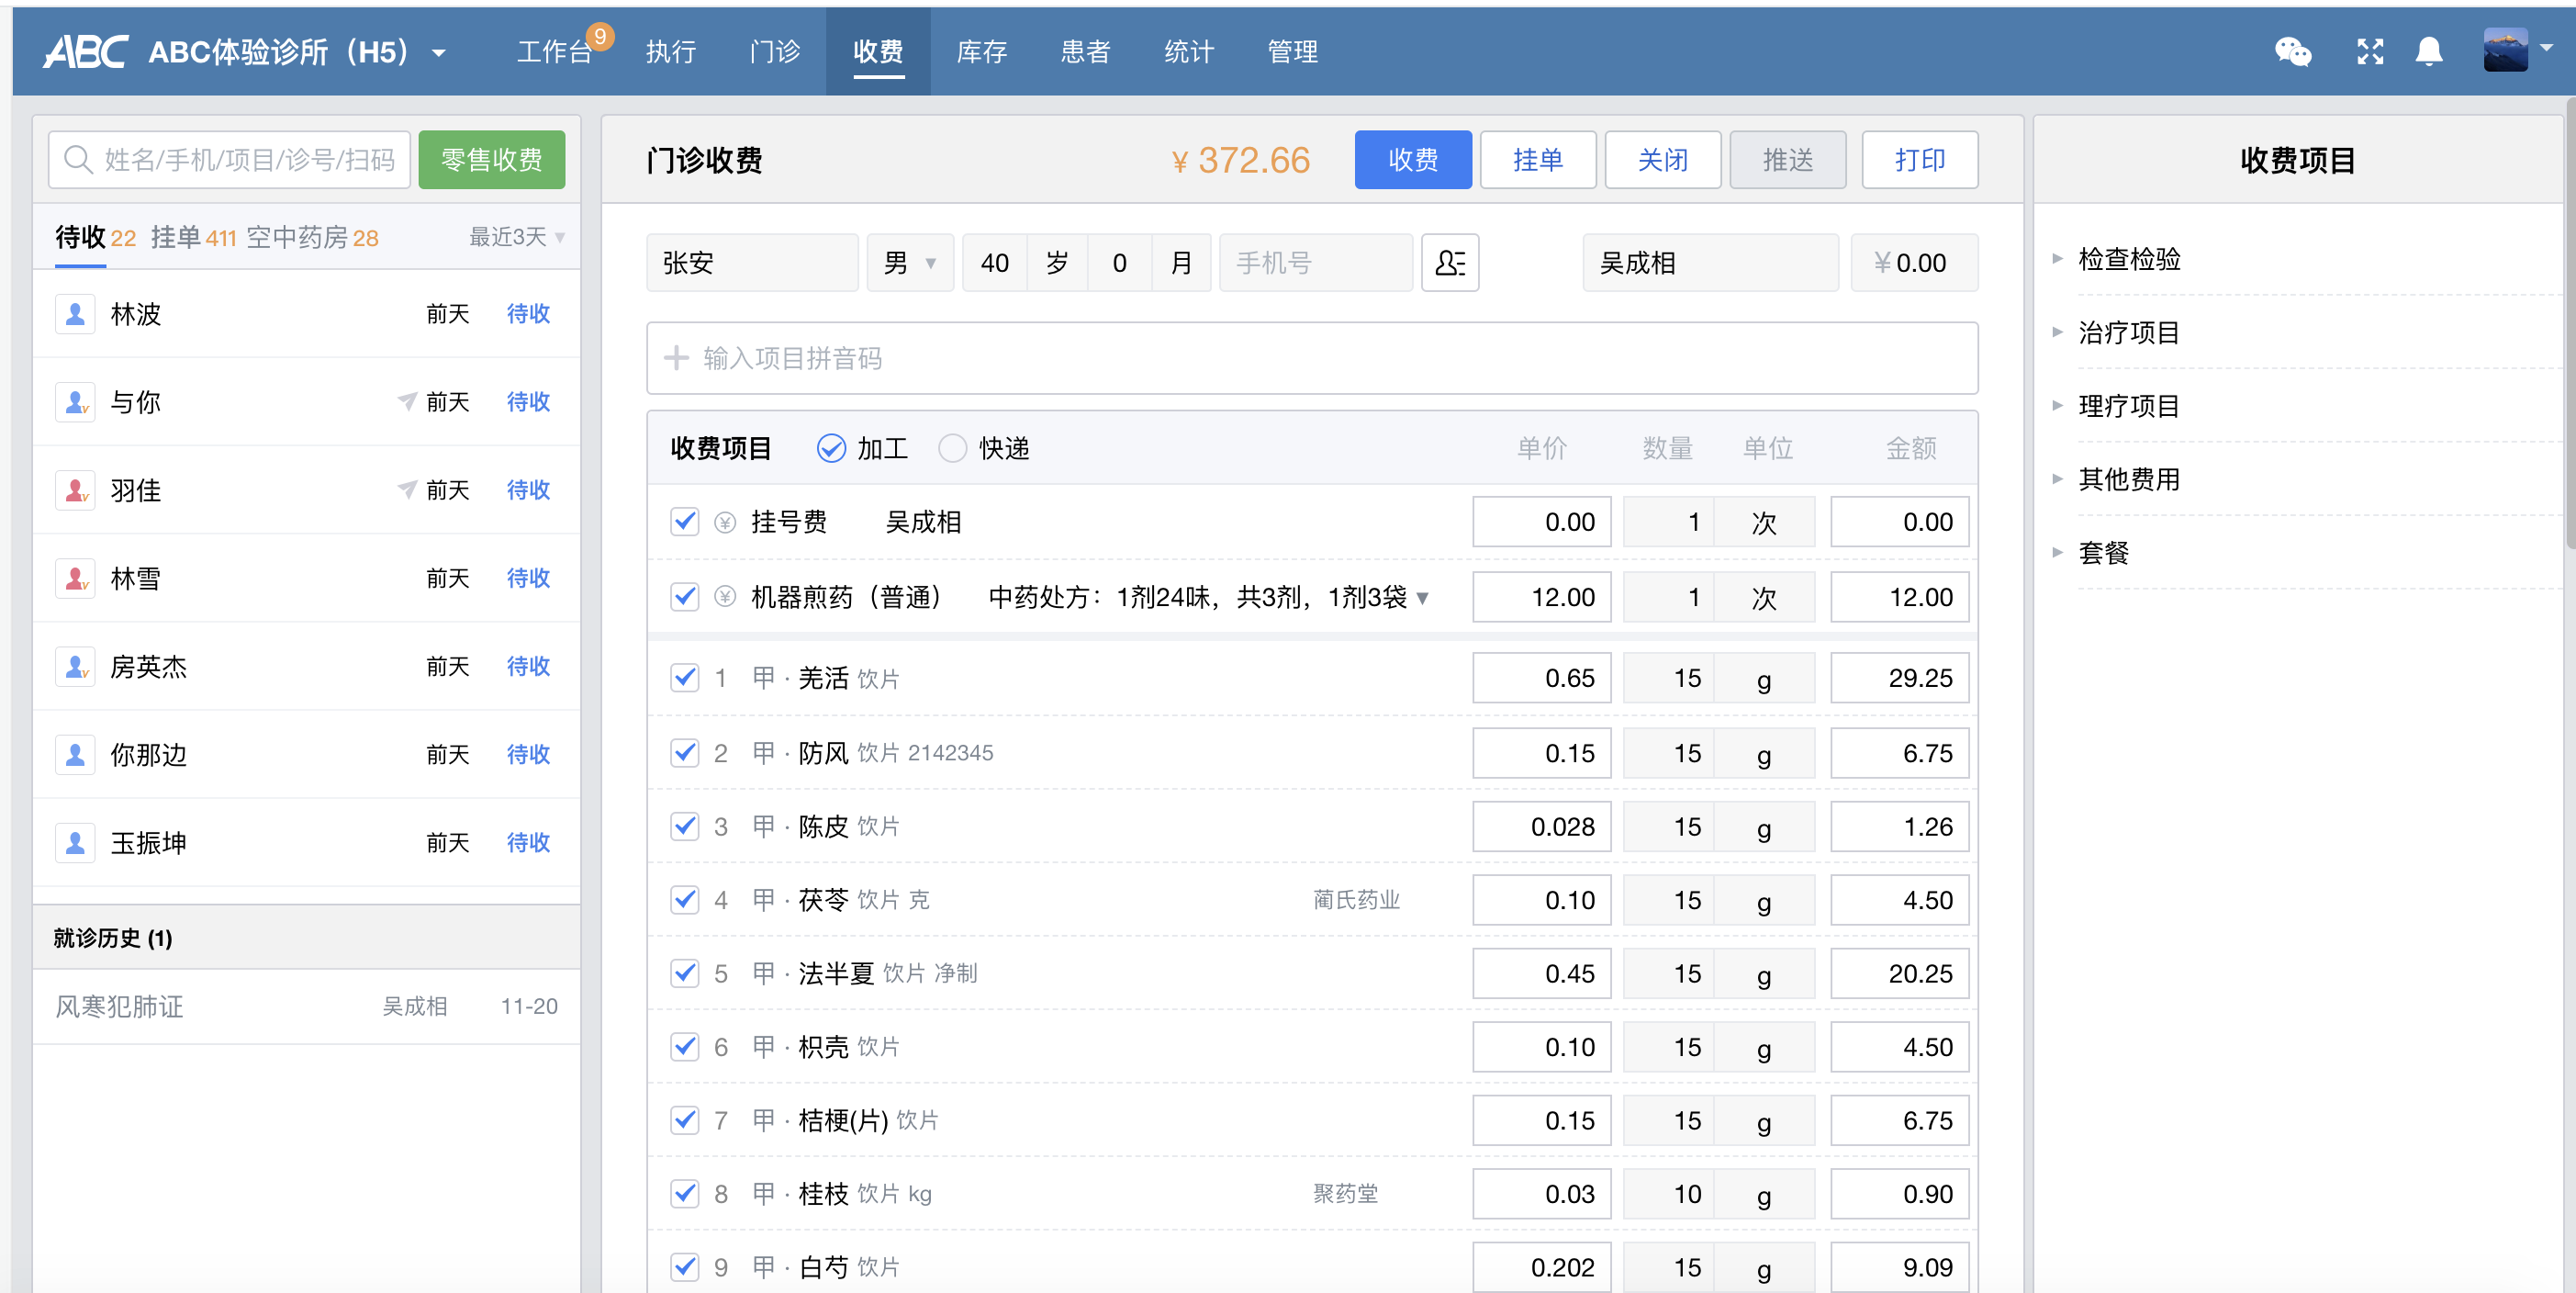 ABC ABC体验诊所（H5） 工作台 9 执行 门诊 收费 库存 患者 统计 管理
姓名/手机/项目/诊号/扫码 零售收费
待收 22 挂单 411 空中药房 28 最近3天
林波 前天 待收
与你 前天 待收
羽佳 前天 待收
林雪 前天 待收
房英杰 前天 待收
你那边 前天 待收
玉振坤 前天 待收
就诊历史 (1)
风寒犯肺证 吴成相 11-20
门诊收费 ¥ 372.66 收费 挂单 关闭 推送 打印
张安 男 40 岁 0 月 手机号 吴成相 ¥ 0.00
输入项目拼音码
收费项目 加工 快递 单价 数量 单位 金额
挂号费 吴成相 0.00 1 次 0.00
机器煎药（普通） 中药处方：1剂24味，共3剂，1剂3袋 12.00 1 次 12.00
1 甲 · 羌活 饮片 0.65 15 g 29.25
2 甲 · 防风 饮片 2142345 0.15 15 g 6.75
3 甲 · 陈皮 饮片 0.028 15 g 1.26
4 甲 · 茯苓 饮片 克 蔺氏药业 0.10 15 g 4.50
5 甲 · 法半夏 饮片 净制 0.45 15 g 20.25
6 甲 · 枳壳 饮片 0.10 15 g 4.50
7 甲 · 桔梗(片) 饮片 0.15 15 g 6.75
8 甲 · 桂枝 饮片 kg 聚药堂 0.03 10 g 0.90
9 甲 · 白芍 饮片 0.202 15 g 9.09
收费项目
检查检验
治疗项目
理疗项目
其他费用
套餐